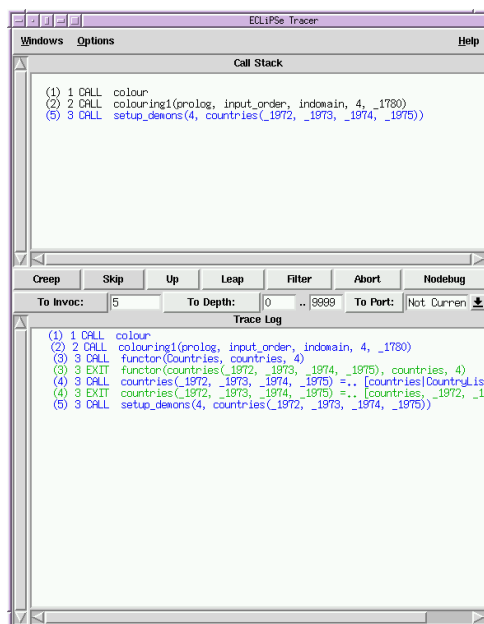 ECLiPSe Tracer
Windows Options Help
Call Stack
(1) 1 CALL colour
(2) 2 CALL colouring1(prolog, input_order, indomain, 4, _1780)
(5) 3 CALL setup_demons(4, countries(_1972, _1973, _1974, _1975))
Creep Skip Up Leap Filter Abort Nodebug
To Invoc: 5 To Depth: 0 .. 9999 To Port: Not Curren
Trace Log
(1) 1 CALL colour
(2) 2 CALL colouring1(prolog, input_order, indomain, 4, _1780)
(3) 3 CALL functor(Countries, countries, 4)
(3) 3 EXIT functor(countries(_1972, _1973, _1974, _1975), countries, 4)
(4) 3 CALL countries(_1972, _1973, _1974, _1975) =.. [countries|CountryLis
(4) 3 EXIT countries(_1972, _1973, _1974, _1975) =.. [countries, _1972, _1
(5) 3 CALL setup_demons(4, countries(_1972, _1973, _1974, _1975))